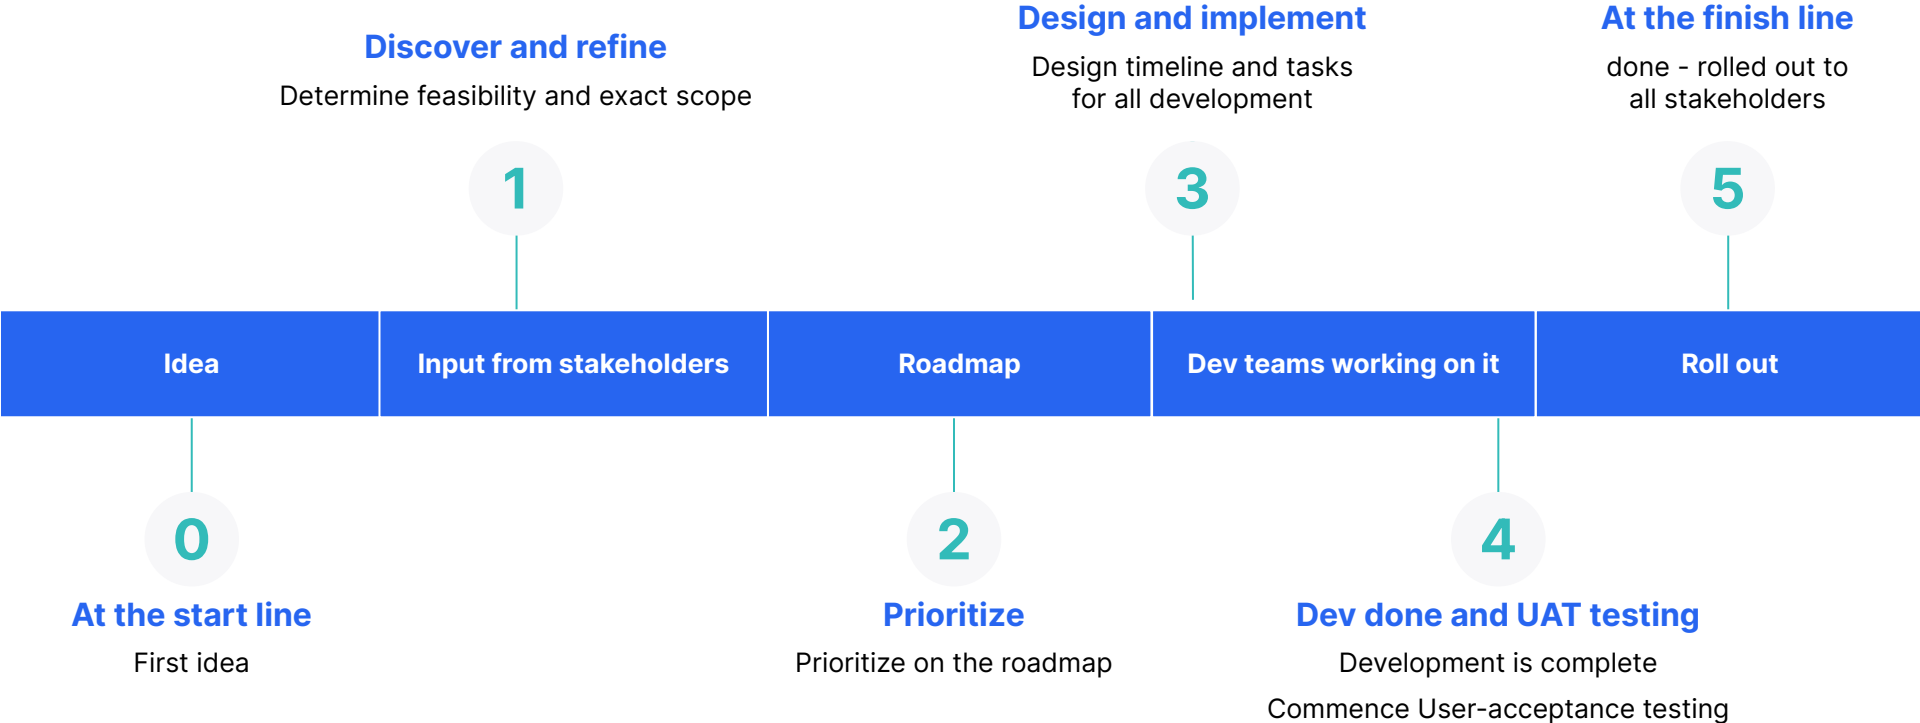 Discover and refine
Determine feasibility and exact scope
Design and implement
Design timeline and tasks
for all development
At the finish line
done - rolled out to
all stakeholders
1
3
5
Idea
Input from stakeholders
Roadmap
Dev teams working on it
Roll out
0
At the start line
First idea
2
Prioritize
Prioritize on the roadmap
4
Dev done and UAT testing
Development is complete
Commence User-acceptance testing